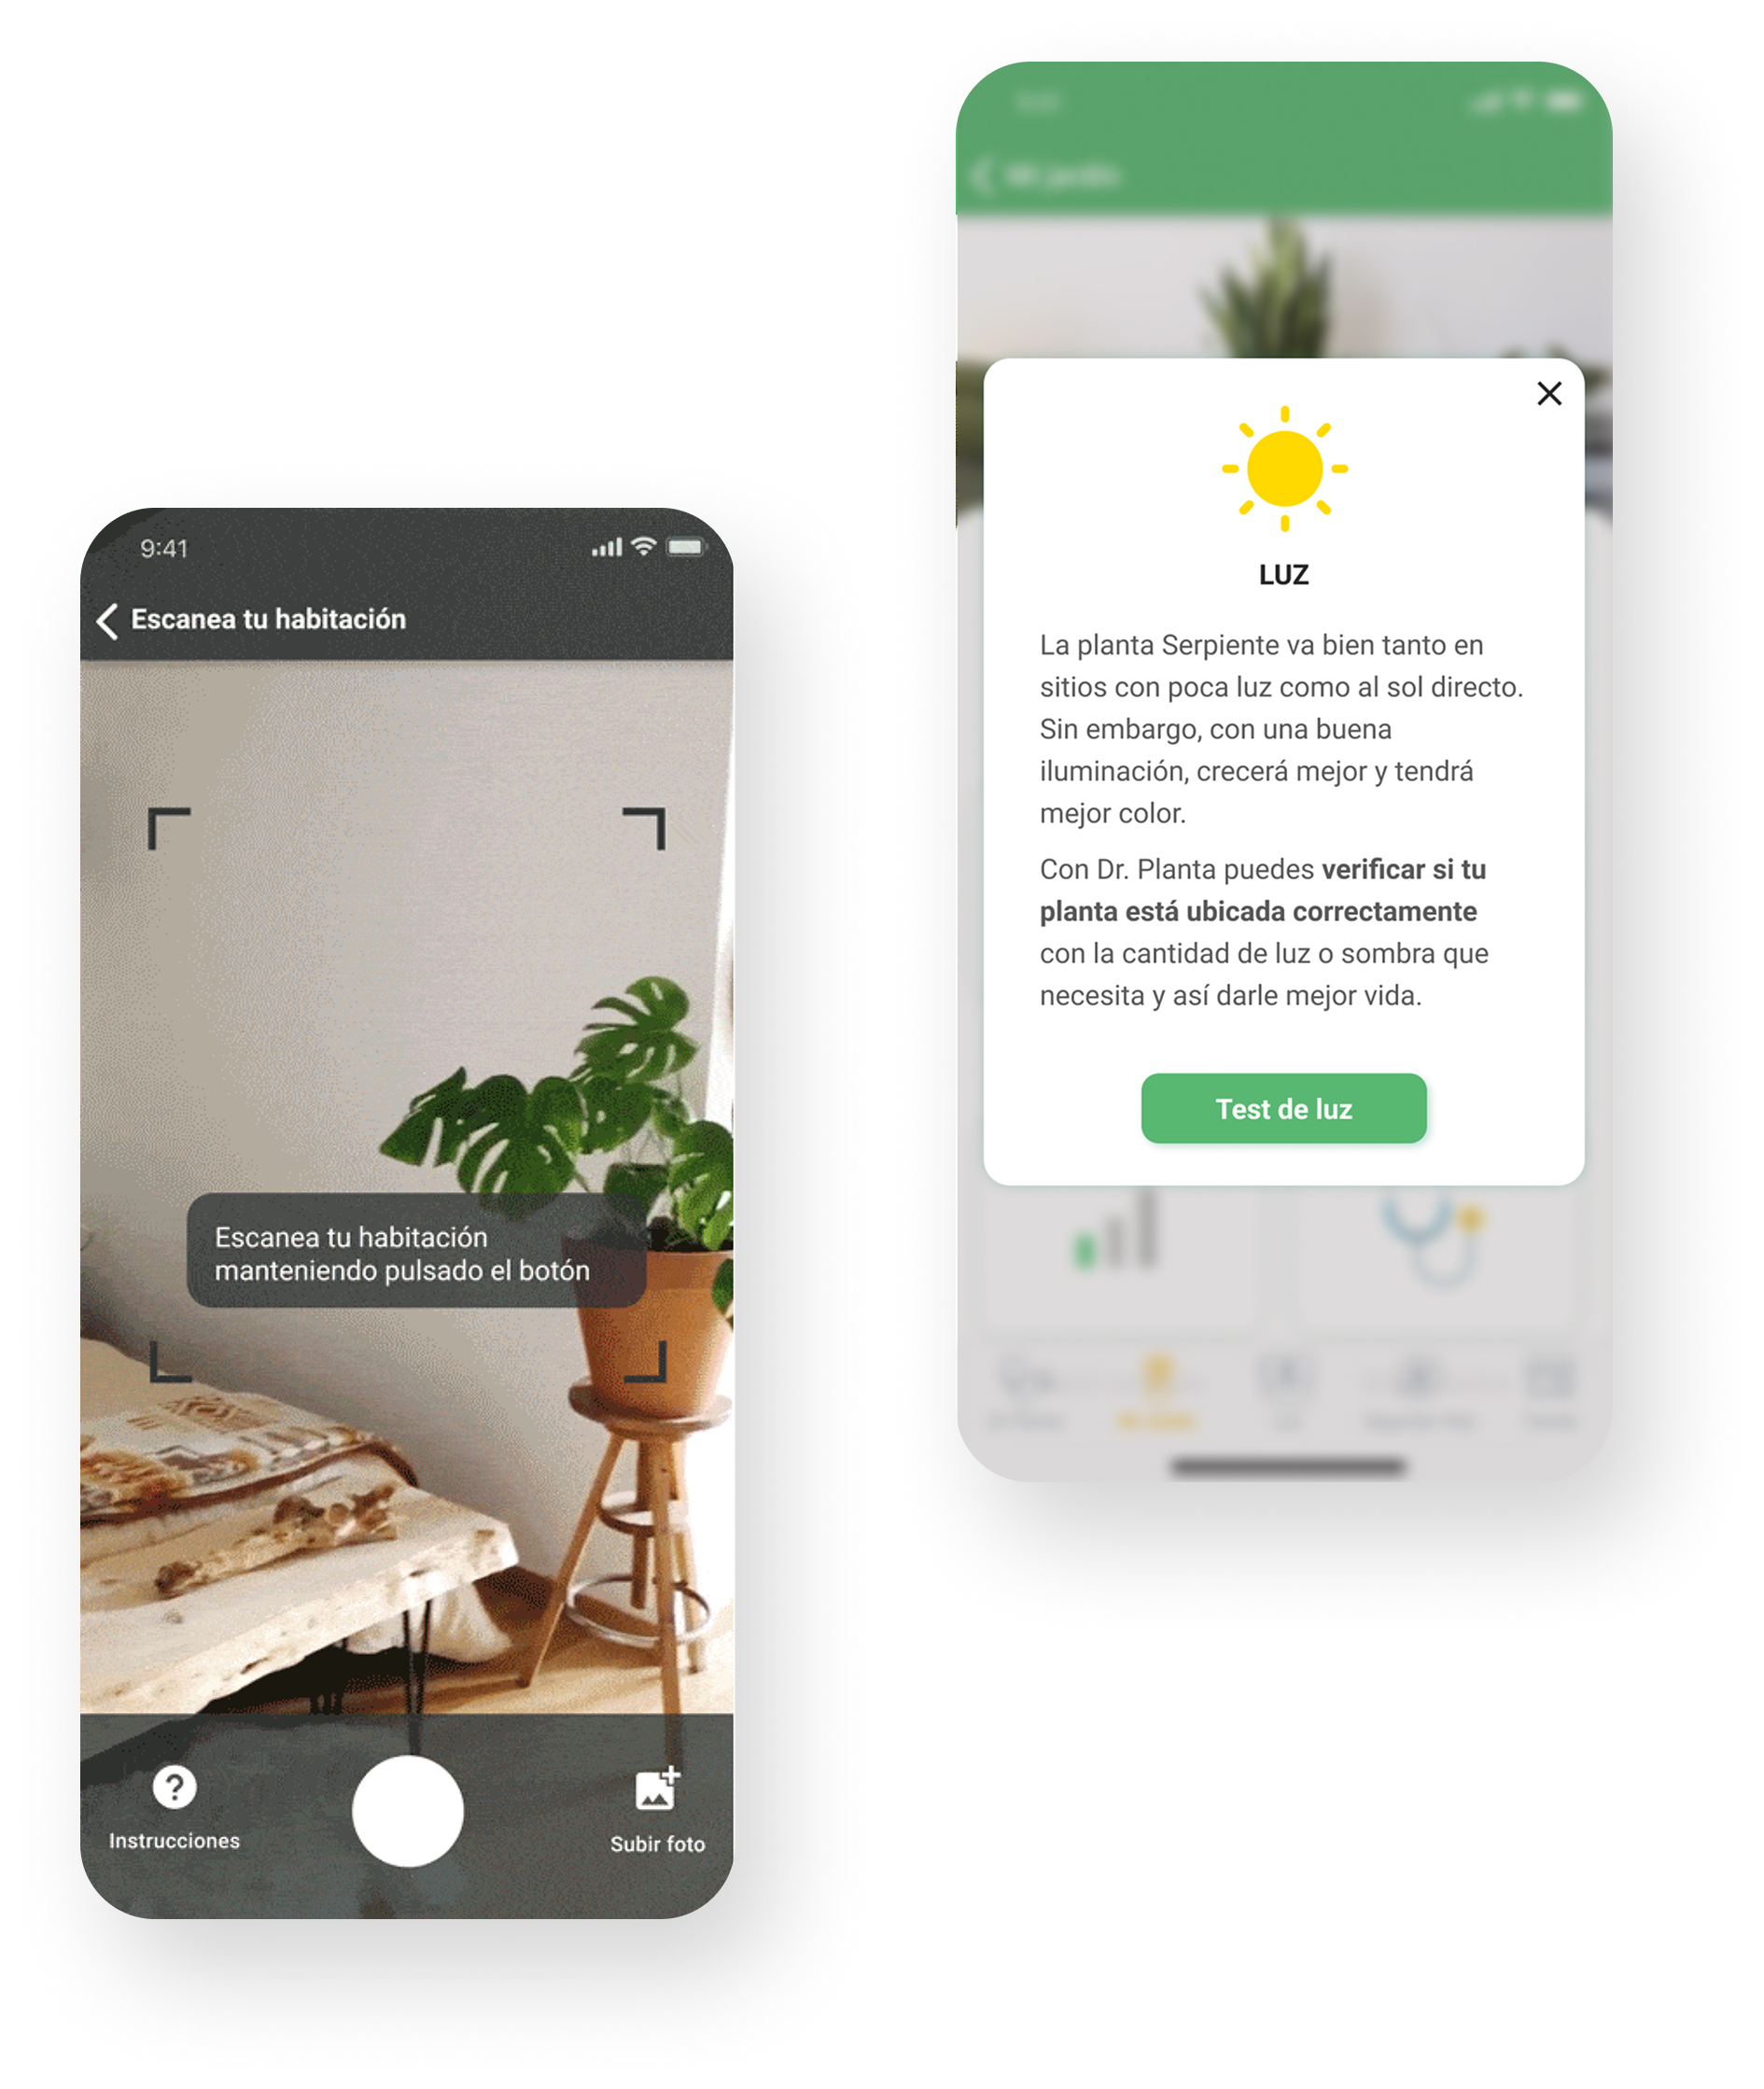 9:41
Escanea tu habitación
Escanea tu habitación
manteniendo pulsado el botón
Instrucciones
Subir foto
Mi jardín
LUZ
La planta Serpiente va bien tanto en
sitios con poca luz como al sol directo.
Sin embargo, con una buena
iluminación, crecerá mejor y tendrá
mejor color.
Con Dr. Planta puedes verificar si tu
planta está ubicada correctamente
con la cantidad de luz o sombra que
necesita y así darle mejor vida.
Test de luz